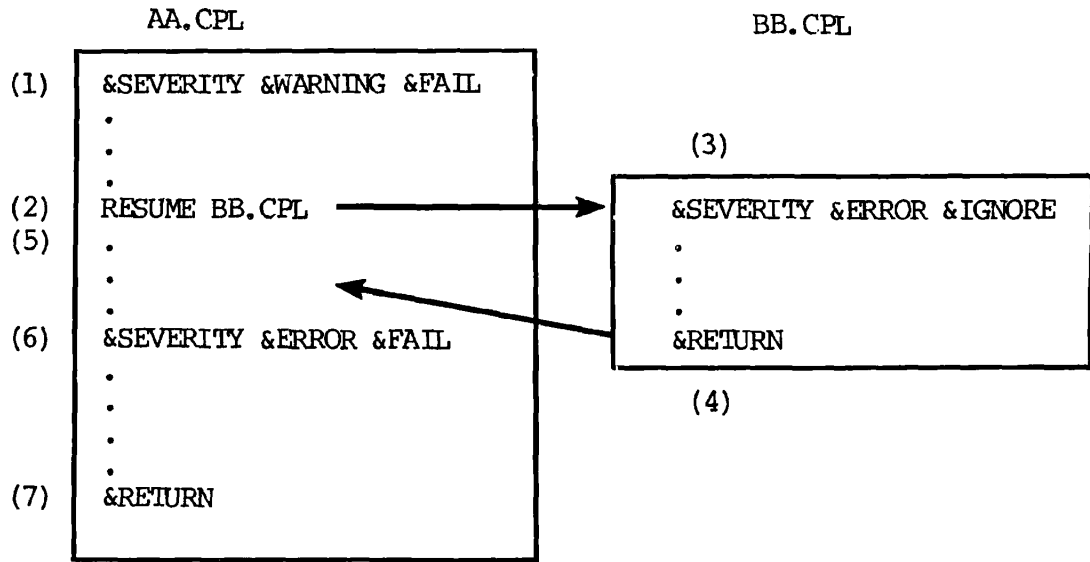 AA.CPL
BB.CPL
(1) &SEVERITY &WARNING &FAIL
.
.
.
(2) RESUME BB.CPL
(5) .
.
.
(6) &SEVERITY &ERROR &FAIL
.
.
.
.
(7) &RETURN
(3)
&SEVERITY &ERROR &IGNORE
.
.
.
&RETURN
(4)